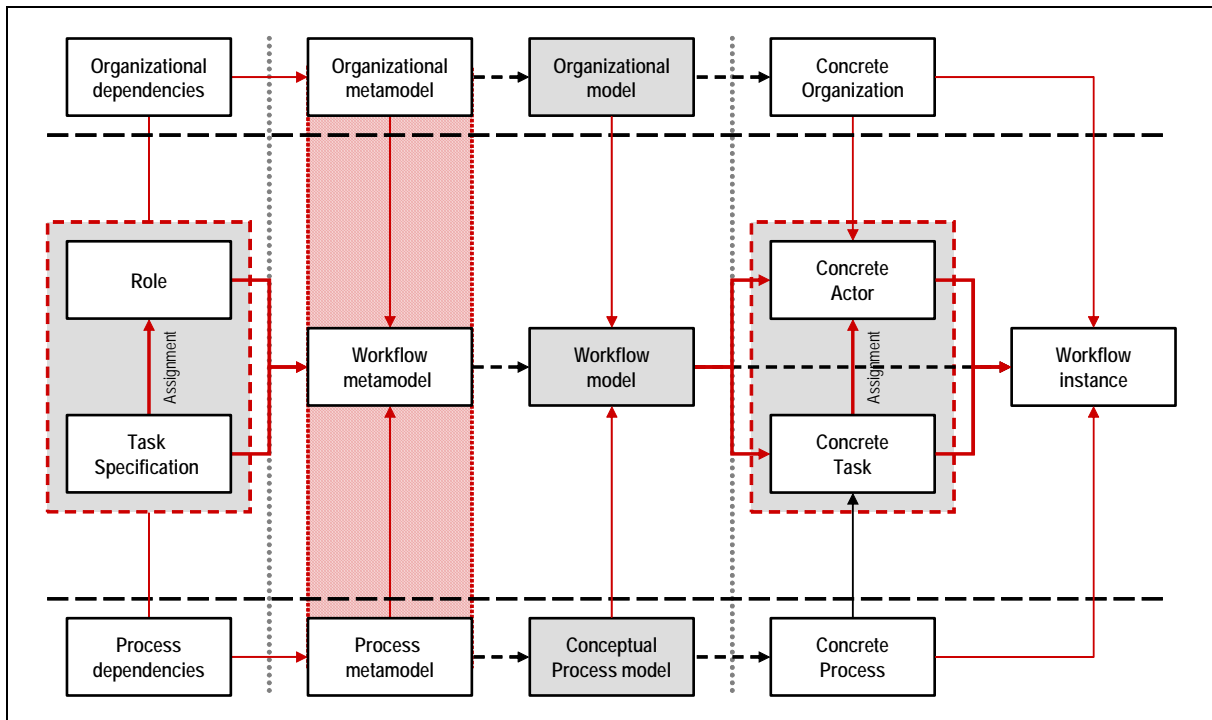 Organizational
dependencies
Organizational
metamodel
Organizational
model
Concrete
Organization
Role
Assignment
Task
Specification
Workflow
metamodel
Workflow
model
Concrete
Actor
Assignment
Concrete
Task
Workflow
instance
Process
dependencies
Process
metamodel
Conceptual
Process model
Concrete
Process